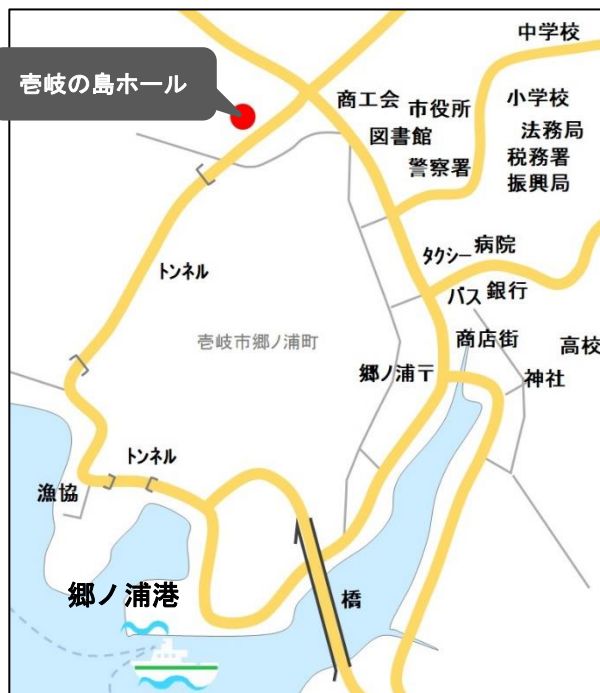 中学校
壱岐の島ホール
商工会
市役所
小学校
図書館
法務局
警察署
税務署
振興局
トンネル
タクシー
病院
バス
銀行
壱岐市郷ノ浦町
商店街
高校
郷ノ浦〒
神社
トンネル
漁協
郷ノ浦港
橋